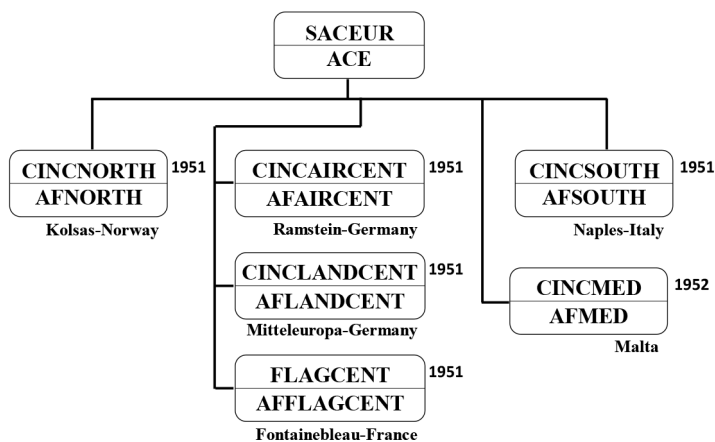 SACEUR
ACE
CINCNORTH 1951
AFNORTH
Kolsas-Norway
CINCAIRCENT 1951
AFAIRCENT
Ramstein-Germany
CINCLANDCENT 1951
AFLANDCENT
Mitteleuropa-Germany
FLAGCENT 1951
AFFLAGCENT
Fontainebleau-France
CINCSOUTH 1951
AFSOUTH
Naples-Italy
CINCMED 1952
AFMED
Malta